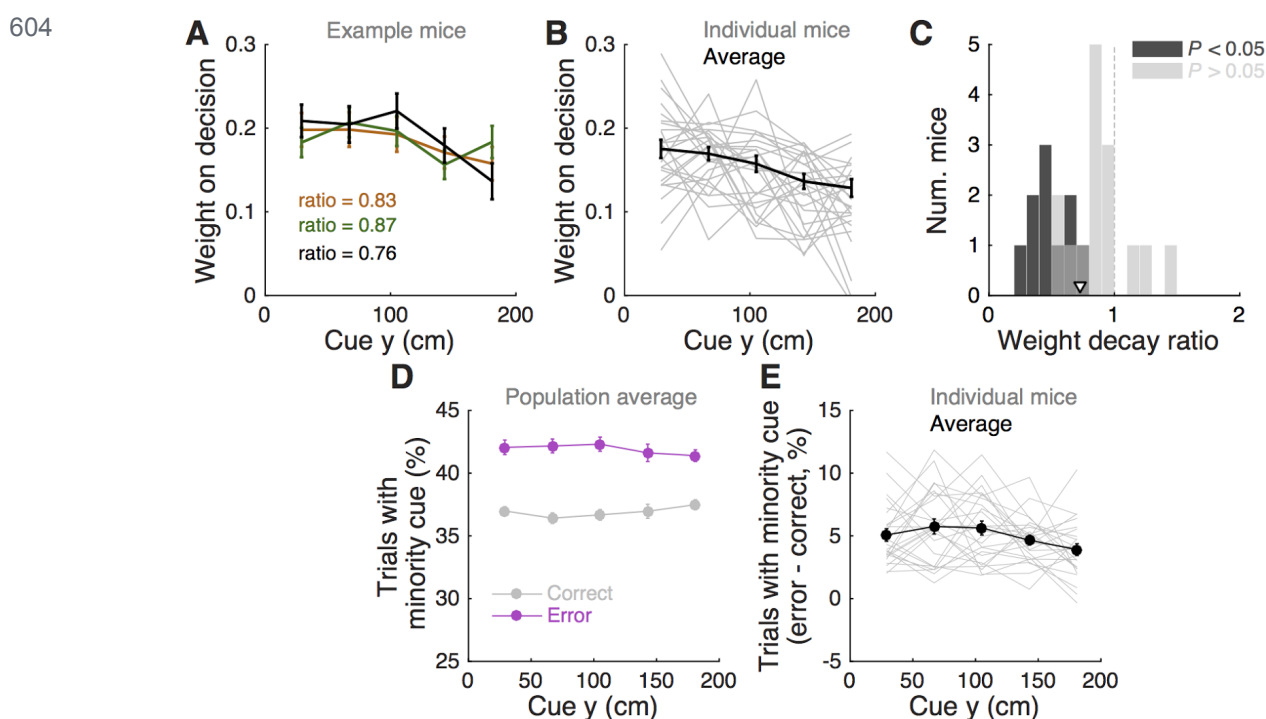 604
A
Example mice
Weight on decision
0.3
0.2
0.1
0
ratio = 0.83
ratio = 0.87
ratio = 0.76
0
100
200
Cue y (cm)
B
Individual mice
Average
Weight on decision
0.3
0.2
0.1
0
0
100
200
Cue y (cm)
C
P < 0.05
P > 0.05
Num. mice
5
4
3
2
1
0
0
1
2
Weight decay ratio
D
Population average
Trials with
minority cue (%)
45
40
35
30
25
Correct
Error
0
50
100
150
200
Cue y (cm)
E
Individual mice
Average
Trials with minority cue
(error - correct, %)
15
10
5
0
-5
0
50
100
150
200
Cue y (cm)